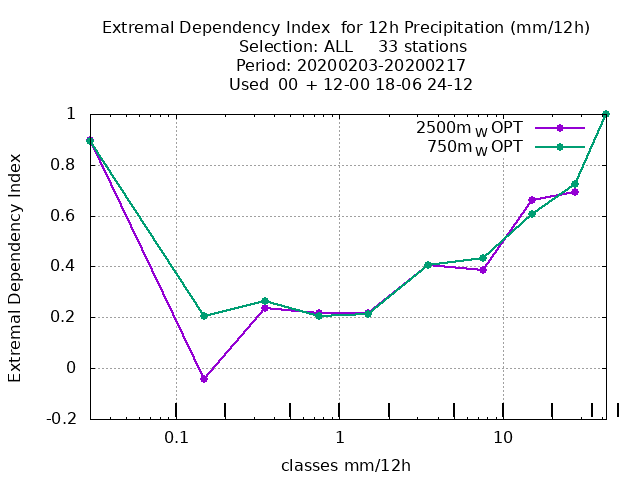 Extremal Dependency Index  for 12h Precipitation (mm/12h)
Selection: ALL     33 stations
Period: 20200203-20200217
Used  00  + 12-00 18-06 24-12
2500m_W OPT
750m_W OPT
1
0.8
0.6
0.4
0.2
0
-0.2
Extremal Dependency Index
0.1 1 10
classes mm/12h